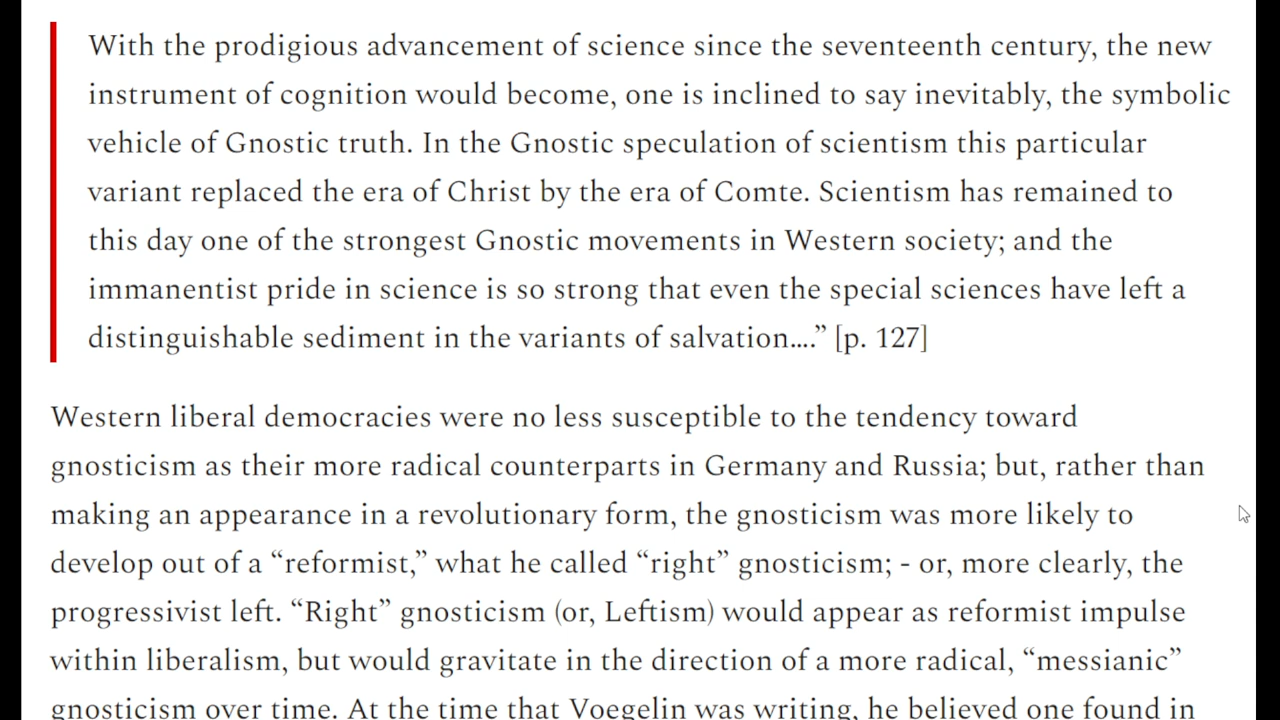 With the prodigious advancement of science since the seventeenth century, the new
instrument of cognition would become, one is inclined to say inevitably, the symbolic
vehicle of Gnostic truth. In the Gnostic speculation of scientism this particular
variant replaced the era of Christ by the era of Comte. Scientism has remained to
this day one of the strongest Gnostic movements in Western society; and the
immanentist pride in science is so strong that even the special sciences have left a
distinguishable sediment in the variants of salvation....” [p. 127]
Western liberal democracies were no less susceptible to the tendency toward
gnosticism as their more radical counterparts in Germany and Russia; but, rather than
making an appearance in a revolutionary form, the gnosticism was more likely to
develop out of a “reformist,” what he called “right” gnosticism; - or, more clearly, the
progressivist left. “Right” gnosticism (or, Leftism) would appear as reformist impulse
within liberalism, but would gravitate in the direction of a more radical, “messianic”
gnosticism over time. At the time that Voegelin was writing, he believed one found in